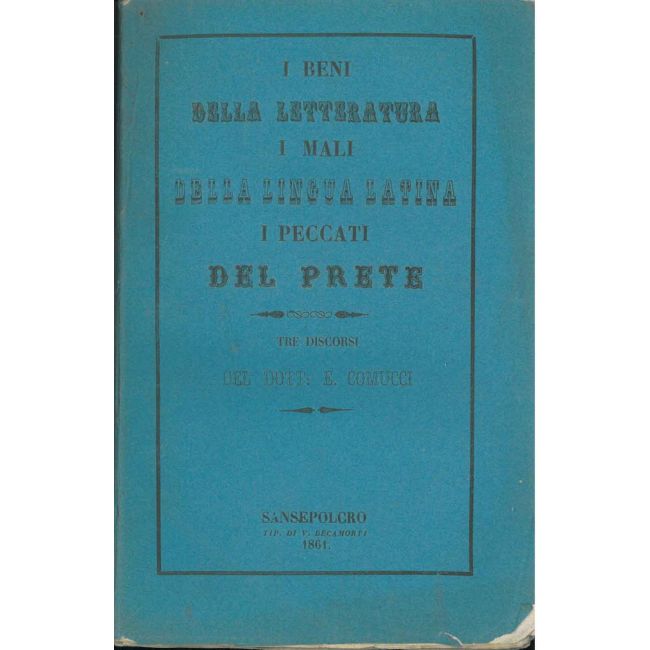 I BENI
DELLA LETTERATURA
I MALI
DELLA LINGUA LATINA
I PECCATI
DEL PRETE
TRE DISCORSI
DEL DOTT: E. COMUCCI
SANSEPOLCRO
TIP. DI V. BECAMORTI
1861.